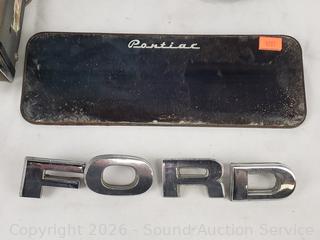 Pontiac
FORD
Copyright 2026 - Sound Auction Service